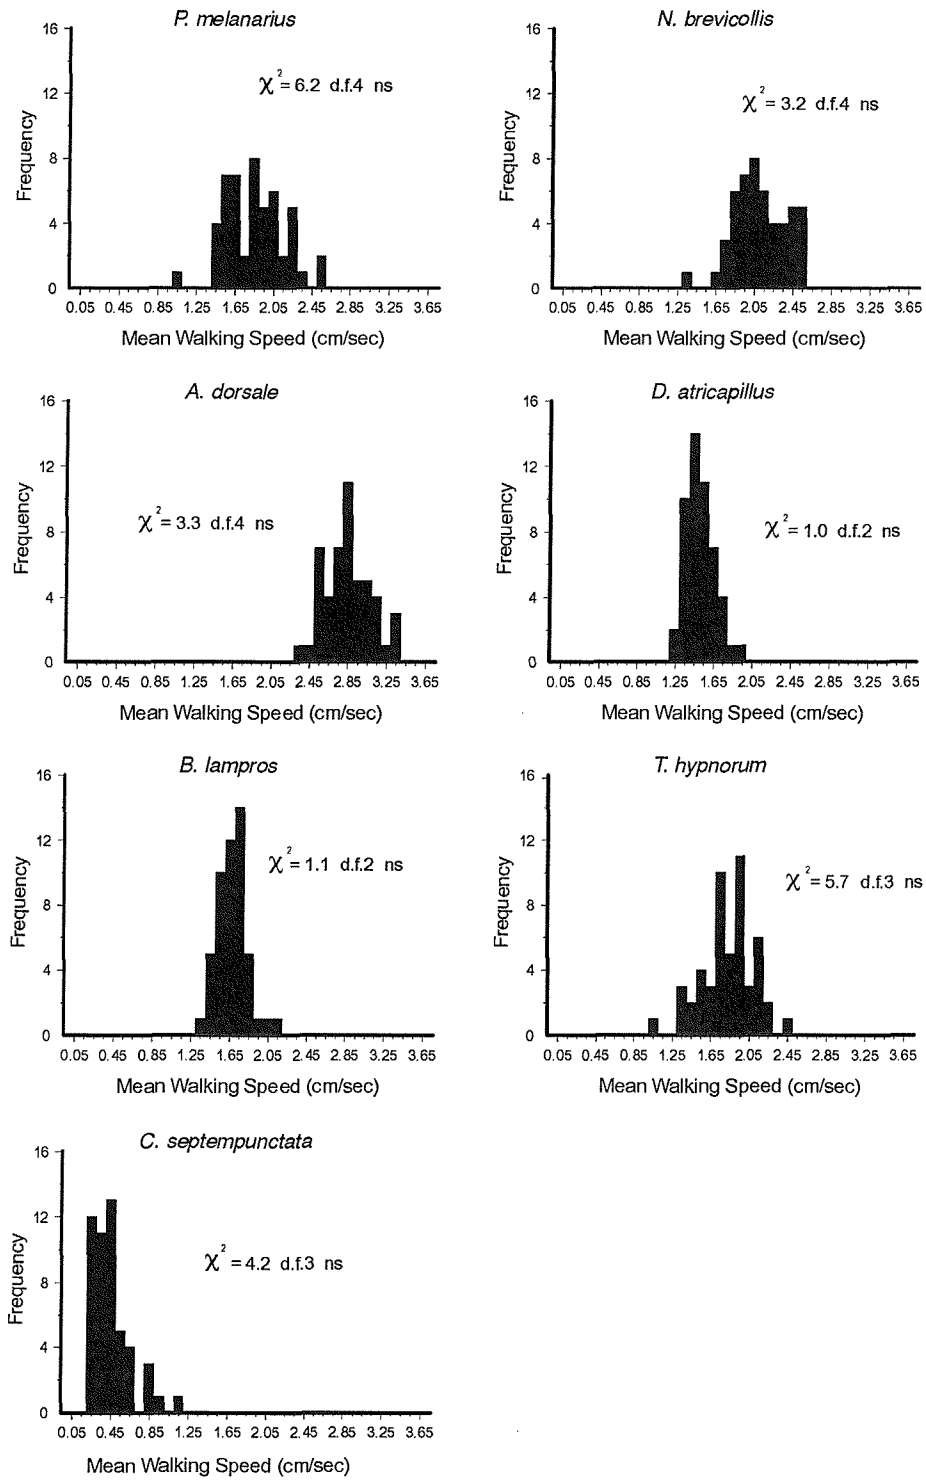 P. melanarius
16
12
8
4
0
Frequency
χ² = 6.2 d.f.4 ns
0.05 0.45 0.85 1.25 1.65 2.05 2.45 2.85 3.25 3.65
Mean Walking Speed (cm/sec)
N. brevicollis
16
12
8
4
0
Frequency
χ² = 3.2 d.f.4 ns
0.05 0.45 0.85 1.25 1.65 2.05 2.45 2.85 3.25 3.65
Mean Walking Speed (cm/sec)
A. dorsale
16
12
8
4
0
Frequency
χ² = 3.3 d.f.4 ns
0.05 0.45 0.85 1.25 1.65 2.05 2.45 2.85 3.25 3.65
Mean Walking Speed (cm/sec)
D. atricapillus
16
12
8
4
0
Frequency
χ² = 1.0 d.f.2 ns
0.05 0.45 0.85 1.25 1.65 2.05 2.45 2.85 3.25 3.65
Mean Walking Speed (cm/sec)
B. lampros
16
12
8
4
0
Frequency
χ² = 1.1 d.f.2 ns
0.05 0.45 0.85 1.25 1.65 2.05 2.45 2.85 3.25 3.65
Mean Walking Speed (cm/sec)
T. hypnorum
16
12
8
4
0
Frequency
χ² = 5.7 d.f.3 ns
0.05 0.45 0.85 1.25 1.65 2.05 2.45 2.85 3.25 3.65
Mean Walking Speed (cm/sec)
C. septempunctata
16
12
8
4
0
Frequency
χ² = 4.2 d.f.3 ns
0.05 0.45 0.85 1.25 1.65 2.05 2.45 2.85 3.25 3.65
Mean Walking Speed (cm/sec)